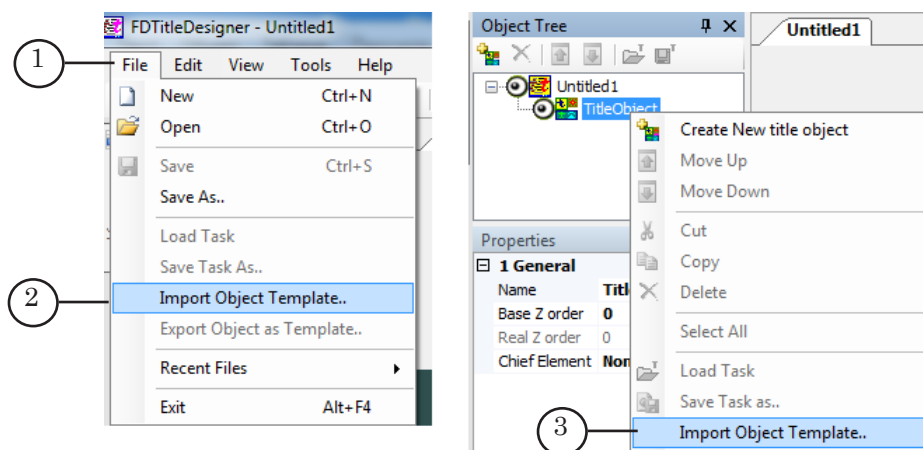 FDTitleDesigner - Untitled1
1
File Edit View Tools Help
New Ctrl+N
Open Ctrl+O
Save Ctrl+S
Save As..
Load Task
Save Task As..
2
Import Object Template..
Export Object as Template..
Recent Files
Exit Alt+F4
Object Tree
Untitled1
Untitled1
TitleObject
Create New title object
Move Up
Move Down
Cut
Copy
Delete
Select All
Load Task
Save Task as..
3
Import Object Template..
Properties
1 General
Name Titl
Base Z order 0
Real Z order 0
Chief Element Non